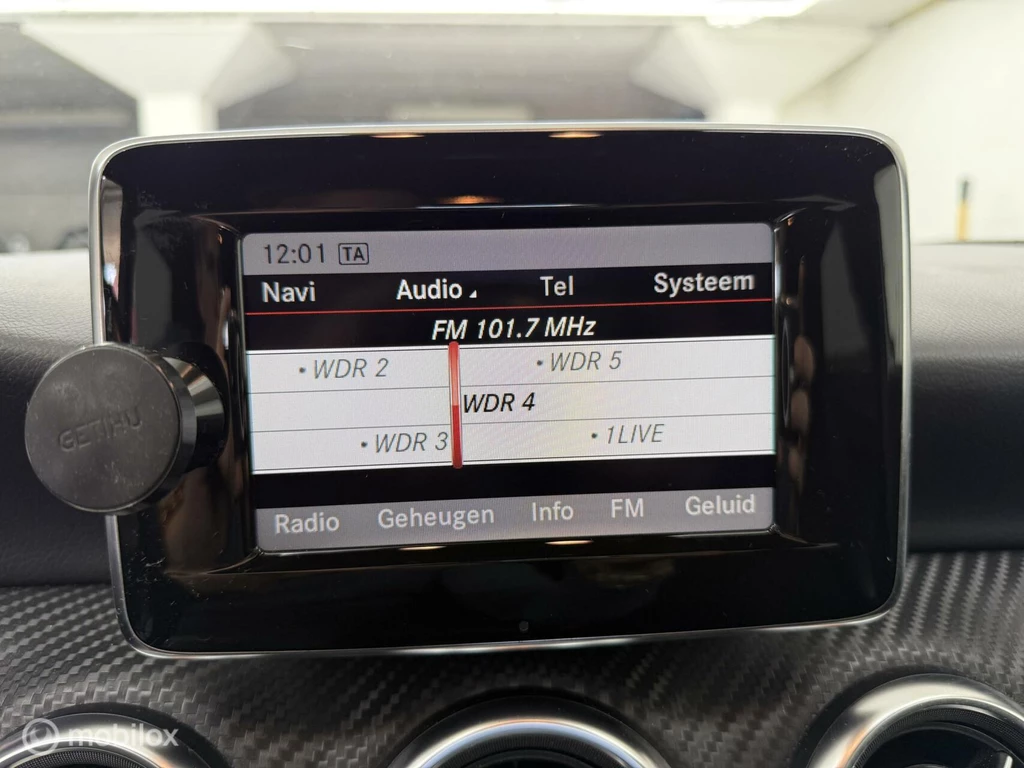 12:01 TA
Navi Audio Tel Systeem
FM 101.7 MHz
•WDR 2 •WDR 5
WDR 4
•WDR 3 •1LIVE
Radio Geheugen Info FM Geluid
GETIHU
mobilox